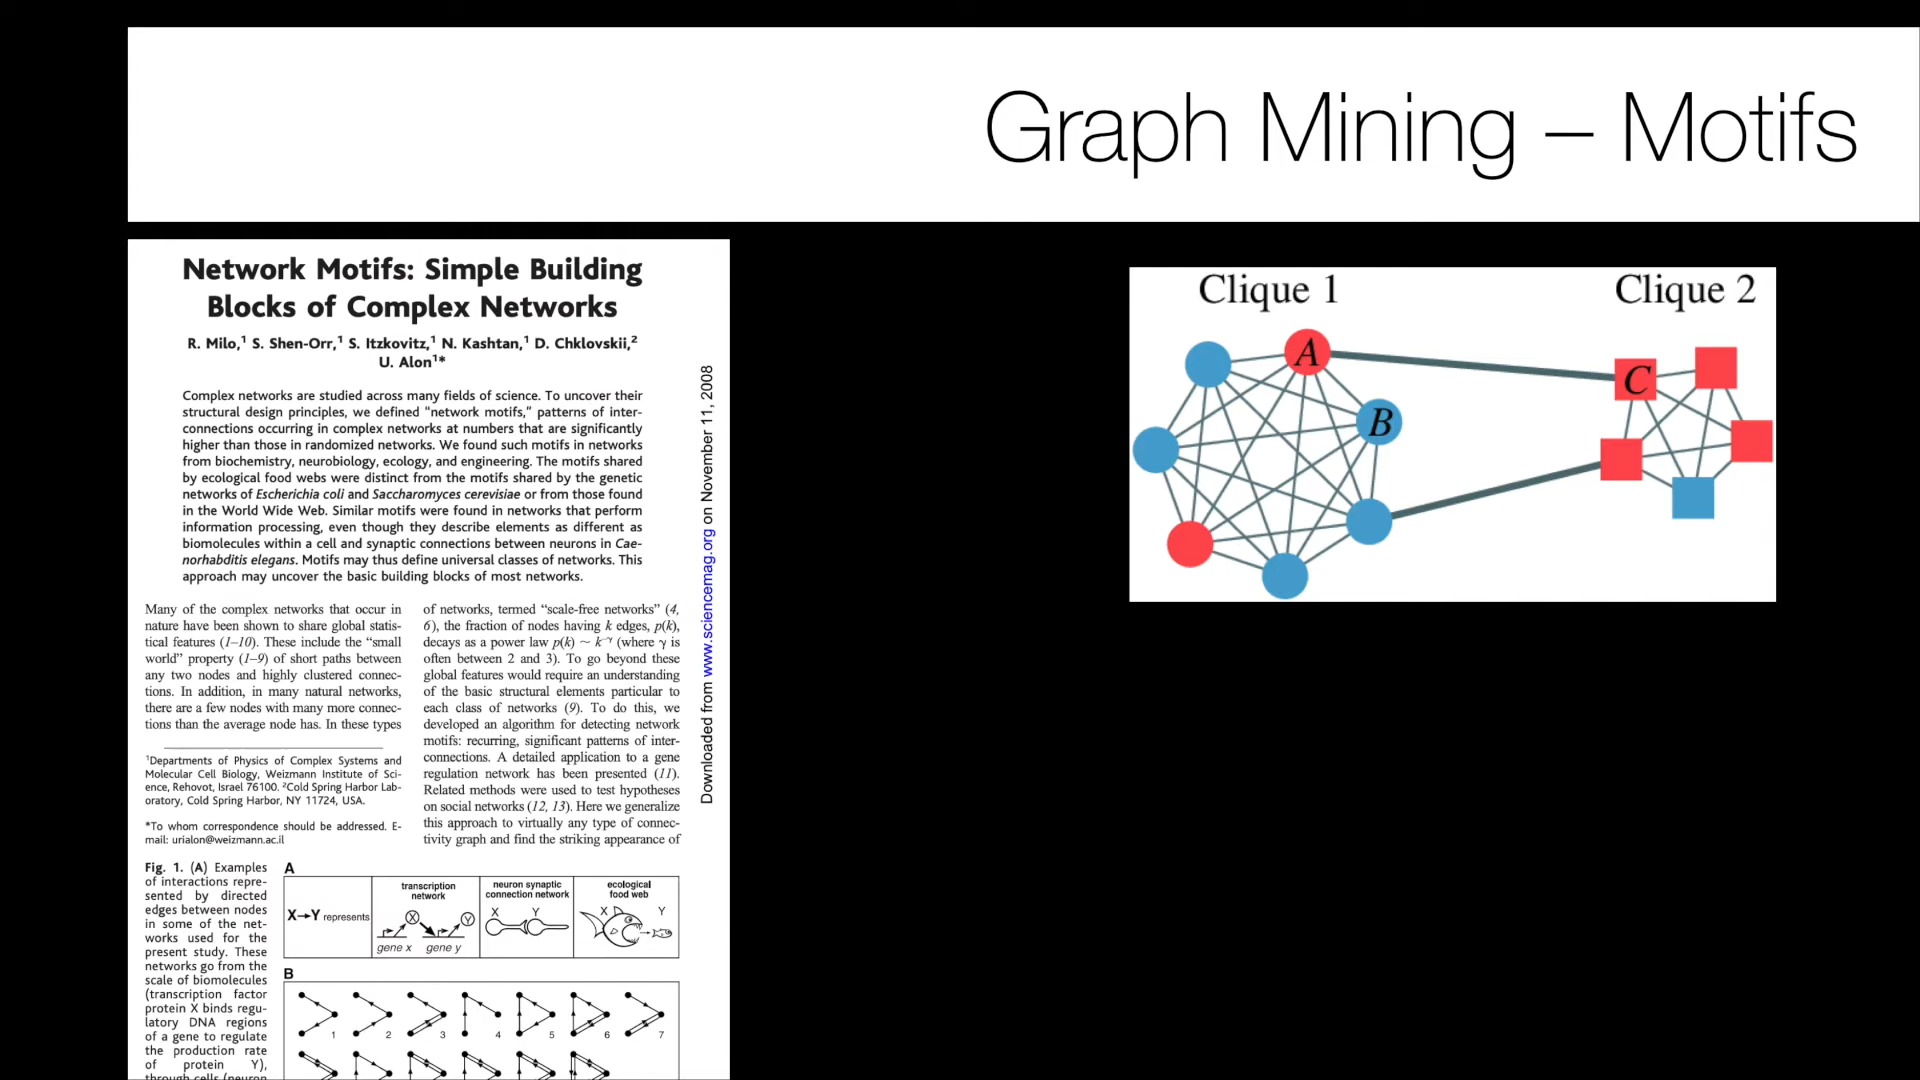 Graph Mining – Motifs
Network Motifs: Simple Building
Blocks of Complex Networks
R. Milo,¹ S. Shen-Orr,¹ S. Itzkovitz,¹ N. Kashtan,¹ D. Chklovskii,²
U. Alon¹*
Complex networks are studied across many fields of science. To uncover their
structural design principles, we defined “network motifs,” patterns of inter-
connections occurring in complex networks at numbers that are significantly
higher than those in randomized networks. We found such motifs in networks
from biochemistry, neurobiology, ecology, and engineering. The motifs shared
by ecological food webs were distinct from the motifs shared by the genetic
networks of Escherichia coli and Saccharomyces cerevisiae or from those found
in the World Wide Web. Similar motifs were found in networks that perform
information processing, even though they describe elements as different as
biomolecules within a cell and synaptic connections between neurons in Cae-
norhabditis elegans. Motifs may thus define universal classes of networks. This
approach may uncover the basic building blocks of most networks.
Many of the complex networks that occur in
nature have been shown to share global statis-
tical features (1–10). These include the “small
world” property (1–9) of short paths between
any two nodes and highly clustered connec-
tions. In addition, in many natural networks,
there are a few nodes with many more connec-
tions than the average node has. In these types
¹Departments of Physics of Complex Systems and
Molecular Cell Biology, Weizmann Institute of Sci-
ence, Rehovot, Israel 76100. ²Cold Spring Harbor Lab-
oratory, Cold Spring Harbor, NY 11724, USA.
*To whom correspondence should be addressed. E-
mail: urialon@weizmann.ac.il
of networks, termed “scale-free networks” (4,
6), the fraction of nodes having k edges, p(k),
decays as a power law p(k) ~ k⁻ᵞ (where γ is
often between 2 and 3). To go beyond these
global features would require an understanding
of the basic structural elements particular to
each class of networks (9). To do this, we
developed an algorithm for detecting network
motifs: recurring, significant patterns of inter-
connections. A detailed application to a gene
regulation network has been presented (11).
Related methods were used to test hypotheses
on social networks (12, 13). Here we generalize
this approach to virtually any type of connec-
tivity graph and find the striking appearance of
Downloaded from www.sciencemag.org on November 11, 2008
Fig. 1. (A) Examples
of interactions repre-
sented by directed
edges between nodes
in some of the net-
works used for the
present study. These
networks go from the
scale of biomolecules
(transcription factor
protein X binds regu-
latory DNA regions
of a gene to regulate
the production rate
of protein Y),
through cells (neuron
A
X→Y represents
transcription
network
X Y
gene x gene y
neuron synaptic
connection network
X Y
ecological
food web
X Y
B
1 2 3 4 5 6 7
Clique 1
Clique 2
A
B
C